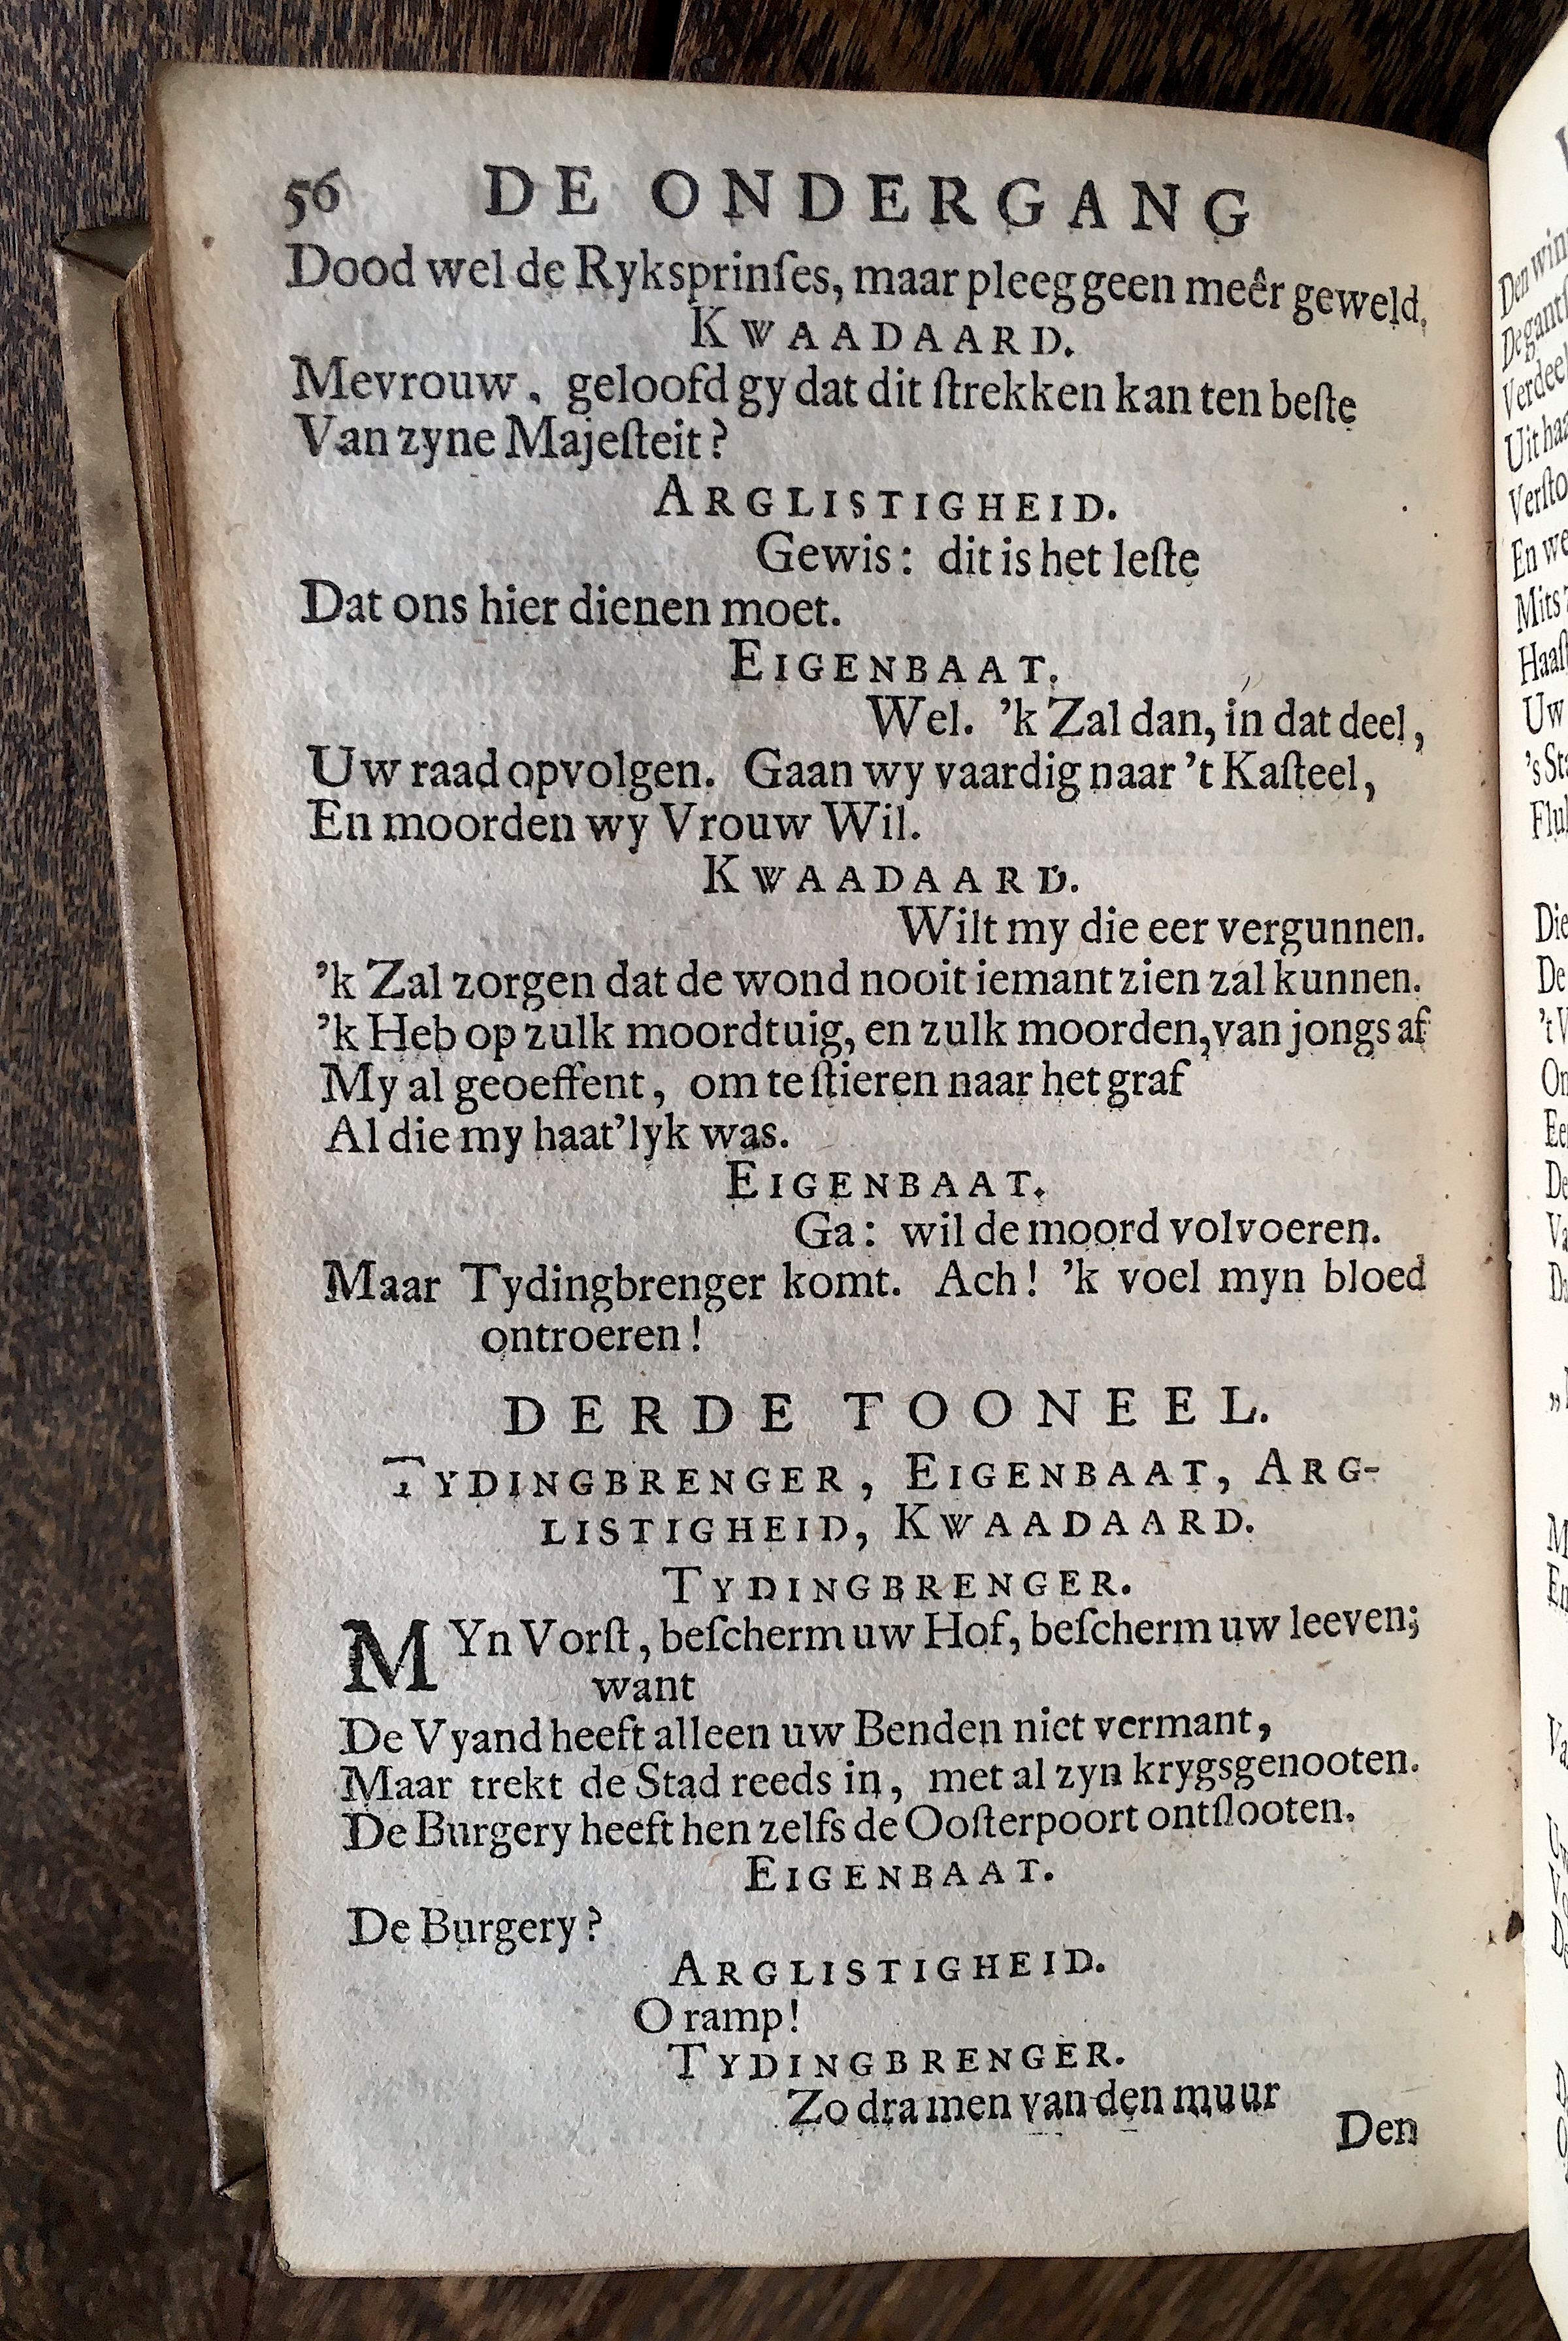 56 DE ONDERGANG
Dood wel de Ryksprinſes, maar pleeg geen meêr geweld,
KWAADAARD.
Mevrouw, geloofd gy dat dit ſtrekken kan ten beſte
Van zyne Majeſteit?
ARGLISTIGHEID.
Gewis: dit is het leſte
Dat ons hier dienen moet.
EIGENBAAT.
Wel. 'k Zal dan, in dat deel,
Uw raad opvolgen. Gaan wy vaardig naar 't Kaſteel,
En moorden wy Vrouw Wil.
KWAADAARD.
Wilt my die eer vergunnen.
'k Zal zorgen dat de wond nooit iemant zien zal kunnen.
'k Heb op zulk moordtuig, en zulk moorden, van jongs af
My al geoeffent, om te ſtieren naar het graf
Al die my haat'lyk was.
EIGENBAAT.
Ga: wil de moord volvoeren.
Maar Tydingbrenger komt. Ach! 'k voel myn bloed
ontroeren!
DERDE TOONEEL.
TYDINGBRENGER, EIGENBAAT, ARG-
LISTIGHEID, KWAADAARD.
TYDINGBRENGER.
MYn Vorſt, beſcherm uw Hof, beſcherm uw leeven;
want
De Vyand heeft alleen uw Benden niet vermant,
Maar trekt de Stad reeds in, met al zyn krygsgenooten.
De Burgery heeft hen zelfs de Ooſterpoort ontſlooten.
EIGENBAAT.
De Burgery?
ARGLISTIGHEID.
O ramp!
TYDINGBRENGER.
Zo dra men van den muur
Den
Die
De
Uw